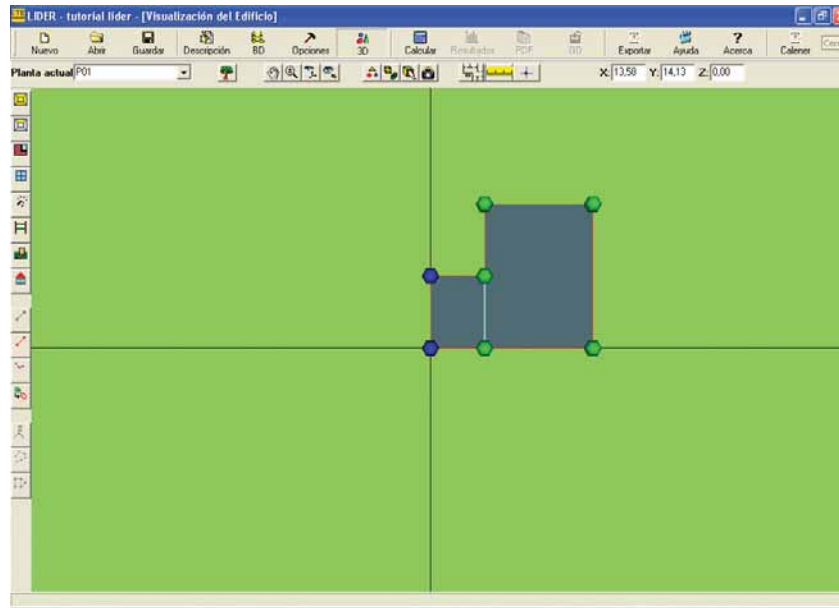 LIDER - tutorial lider - [Visualización del Edificio]
Nuevo Abrir Guardar Descripción BD Opciones 3D Calcular Resultados PDF Exportar Ayuda Acerca Calener
Planta actual P01 X: 13,58 Y: 14,13 Z: 0,00